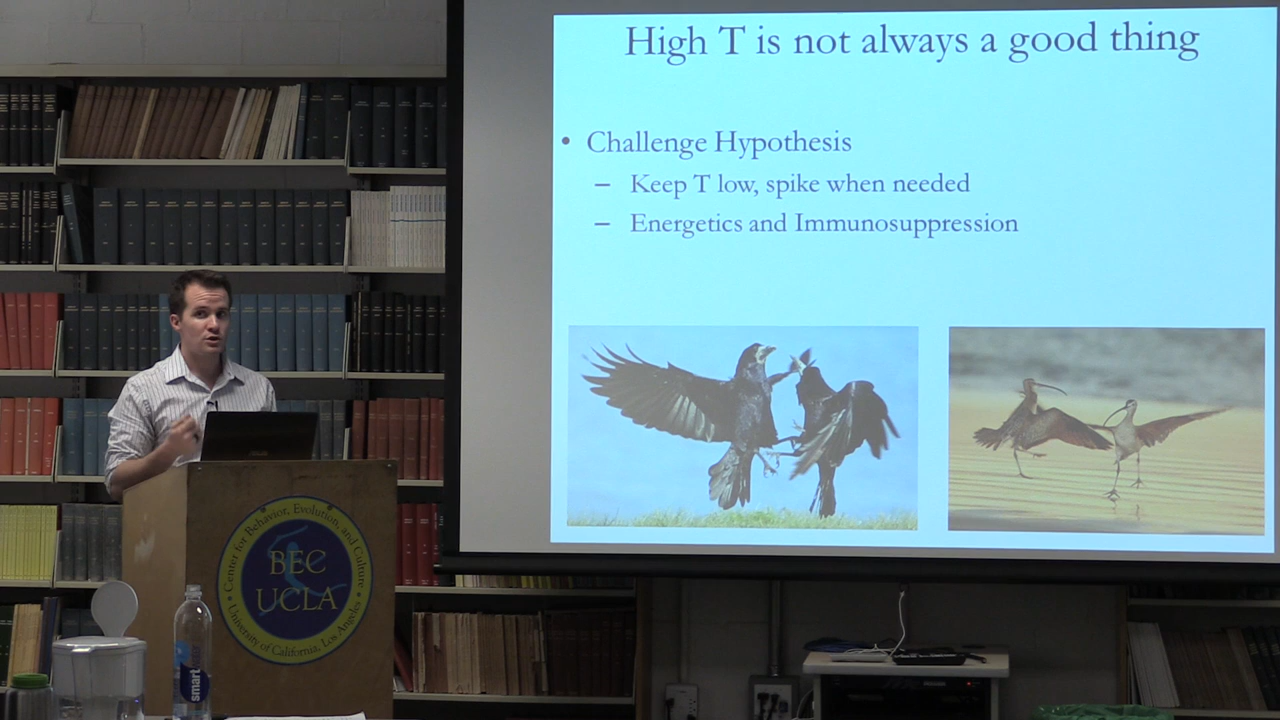 High T is not always a good thing
• Challenge Hypothesis
– Keep T low, spike when needed
– Energetics and Immunosuppression
Center for Behavior, Evolution, and Culture
BEC
UCLA
University of California, Los Angeles
smart